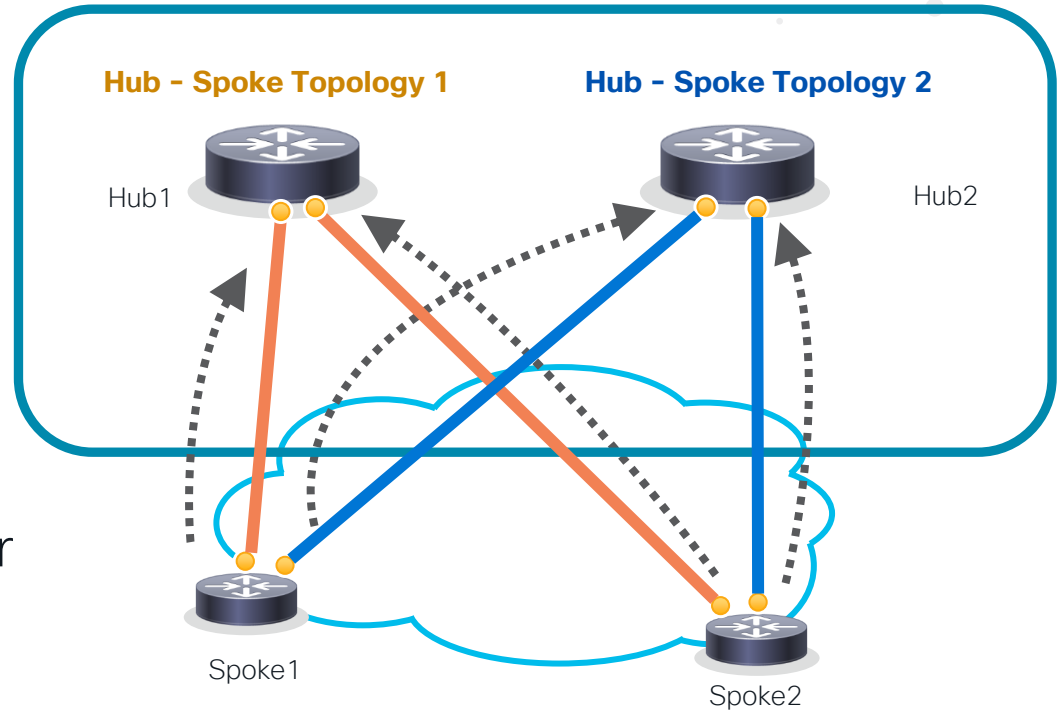 Hub - Spoke Topology 1
Hub - Spoke Topology 2
Hub1
Hub2
r
Spoke1
Spoke2